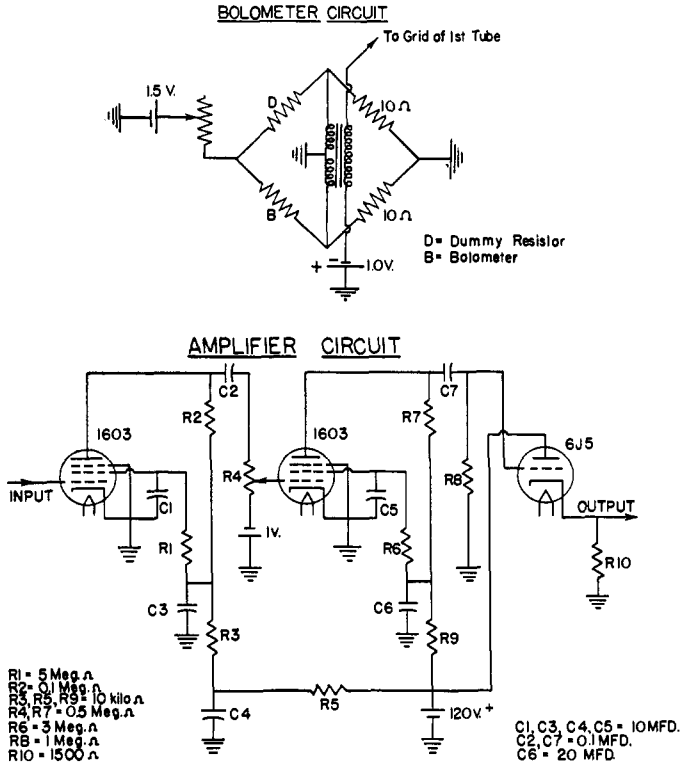 BOLOMETER CIRCUIT
To Grid of 1st Tube
1.5 V.
D
10 Ω
B
10 Ω
D = Dummy Resistor
B = Bolometer
+ - 1.0V.
AMPLIFIER CIRCUIT
C2
C7
R2
R7
1603
1603
6J5
R4
R8
INPUT
C1
C5
OUTPUT
1V.
R1
R6
R10
C3
C6
R3
R9
R1 = 5 Meg. Ω
R2 = 0.1 Meg. Ω
R3, R5, R9 = 10 kilo Ω
R4, R7 = 0.5 Meg. Ω
R6 = 3 Meg. Ω
R8 = 1 Meg. Ω
R10 = 1500 Ω
C4
R5
120V. +
C1, C3, C4, C5 = 10 MFD.
C2, C7 = 0.1 MFD.
C6 = 20 MFD.